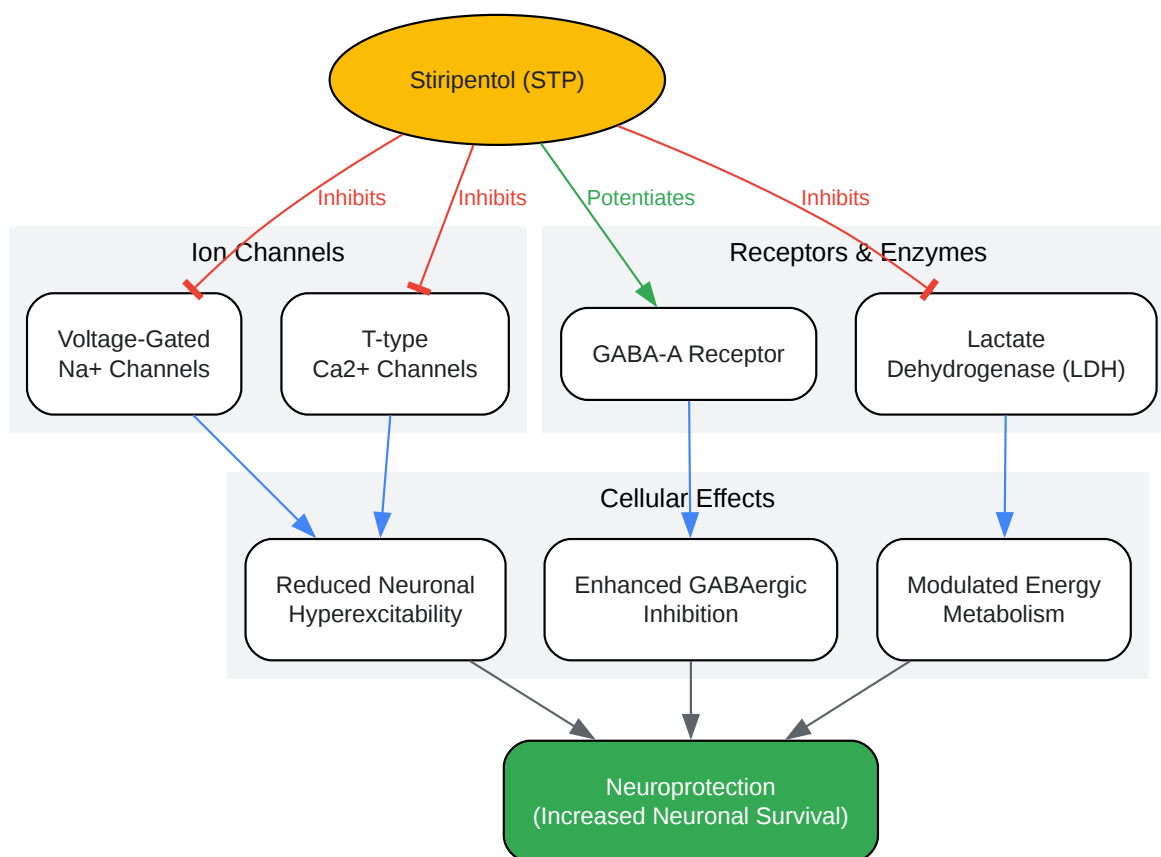 Stiripentol (STP)
Inhibits
Inhibits
Potentiates
Inhibits
Ion Channels
Receptors & Enzymes
Voltage-Gated
Na+ Channels
T-type
Ca2+ Channels
GABA-A Receptor
Lactate
Dehydrogenase (LDH)
Cellular Effects
Reduced Neuronal
Hyperexcitability
Enhanced GABAergic
Inhibition
Modulated Energy
Metabolism
Neuroprotection
(Increased Neuronal Survival)